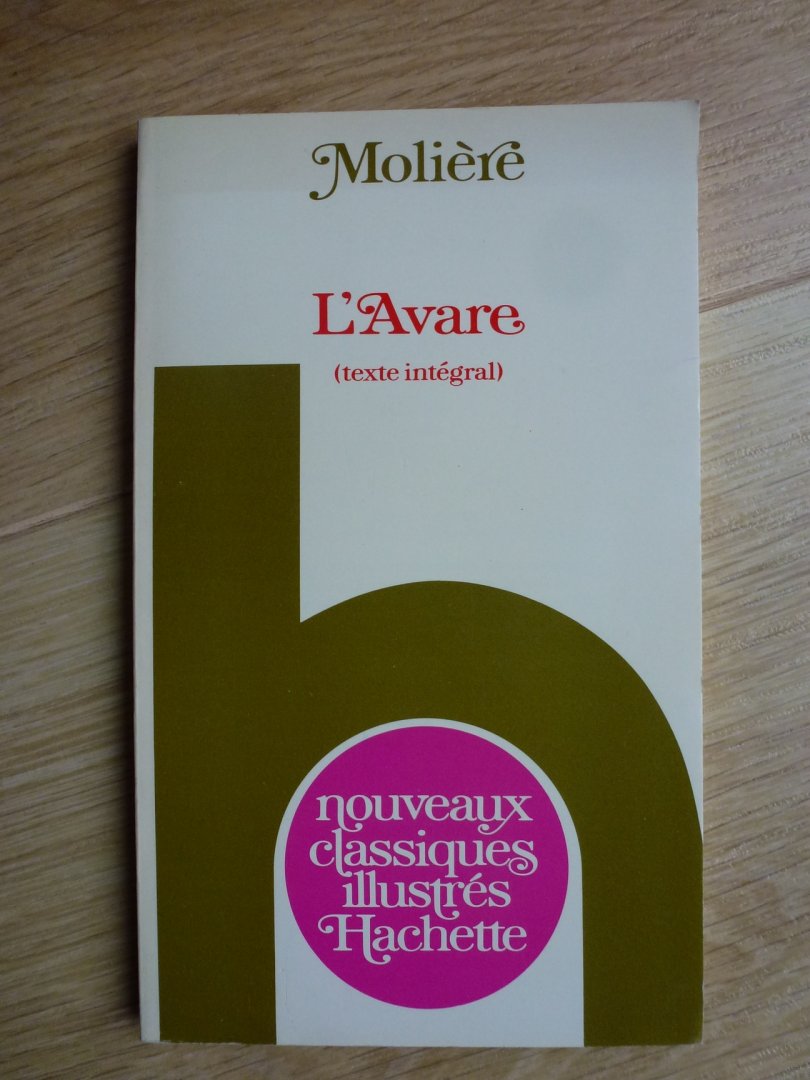 Molière
L'Avare
(texte intégral)
nouveaux
classiques
illustrés
Hachette